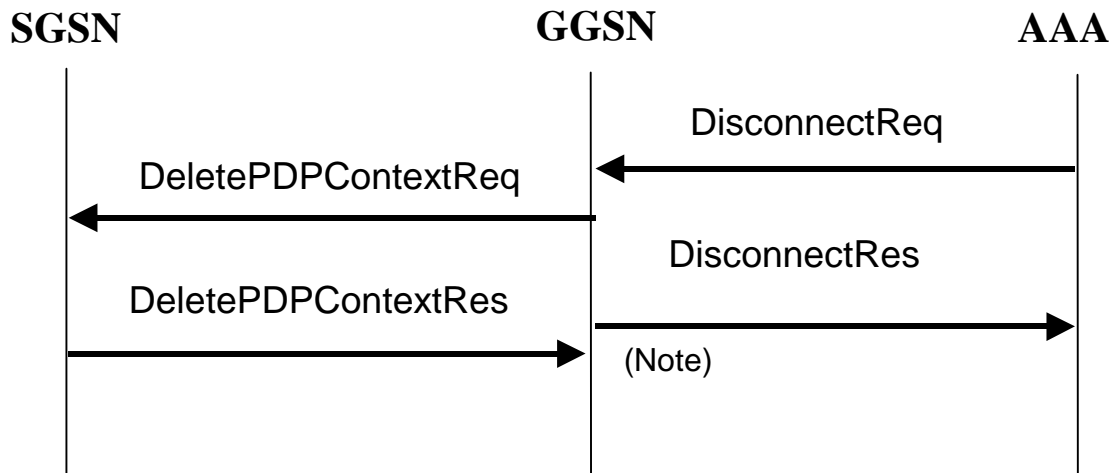 SGSN GGSN AAA
DisconnectReq
DeletePDPContextReq
DisconnectRes
DeletePDPContextRes
(Note)